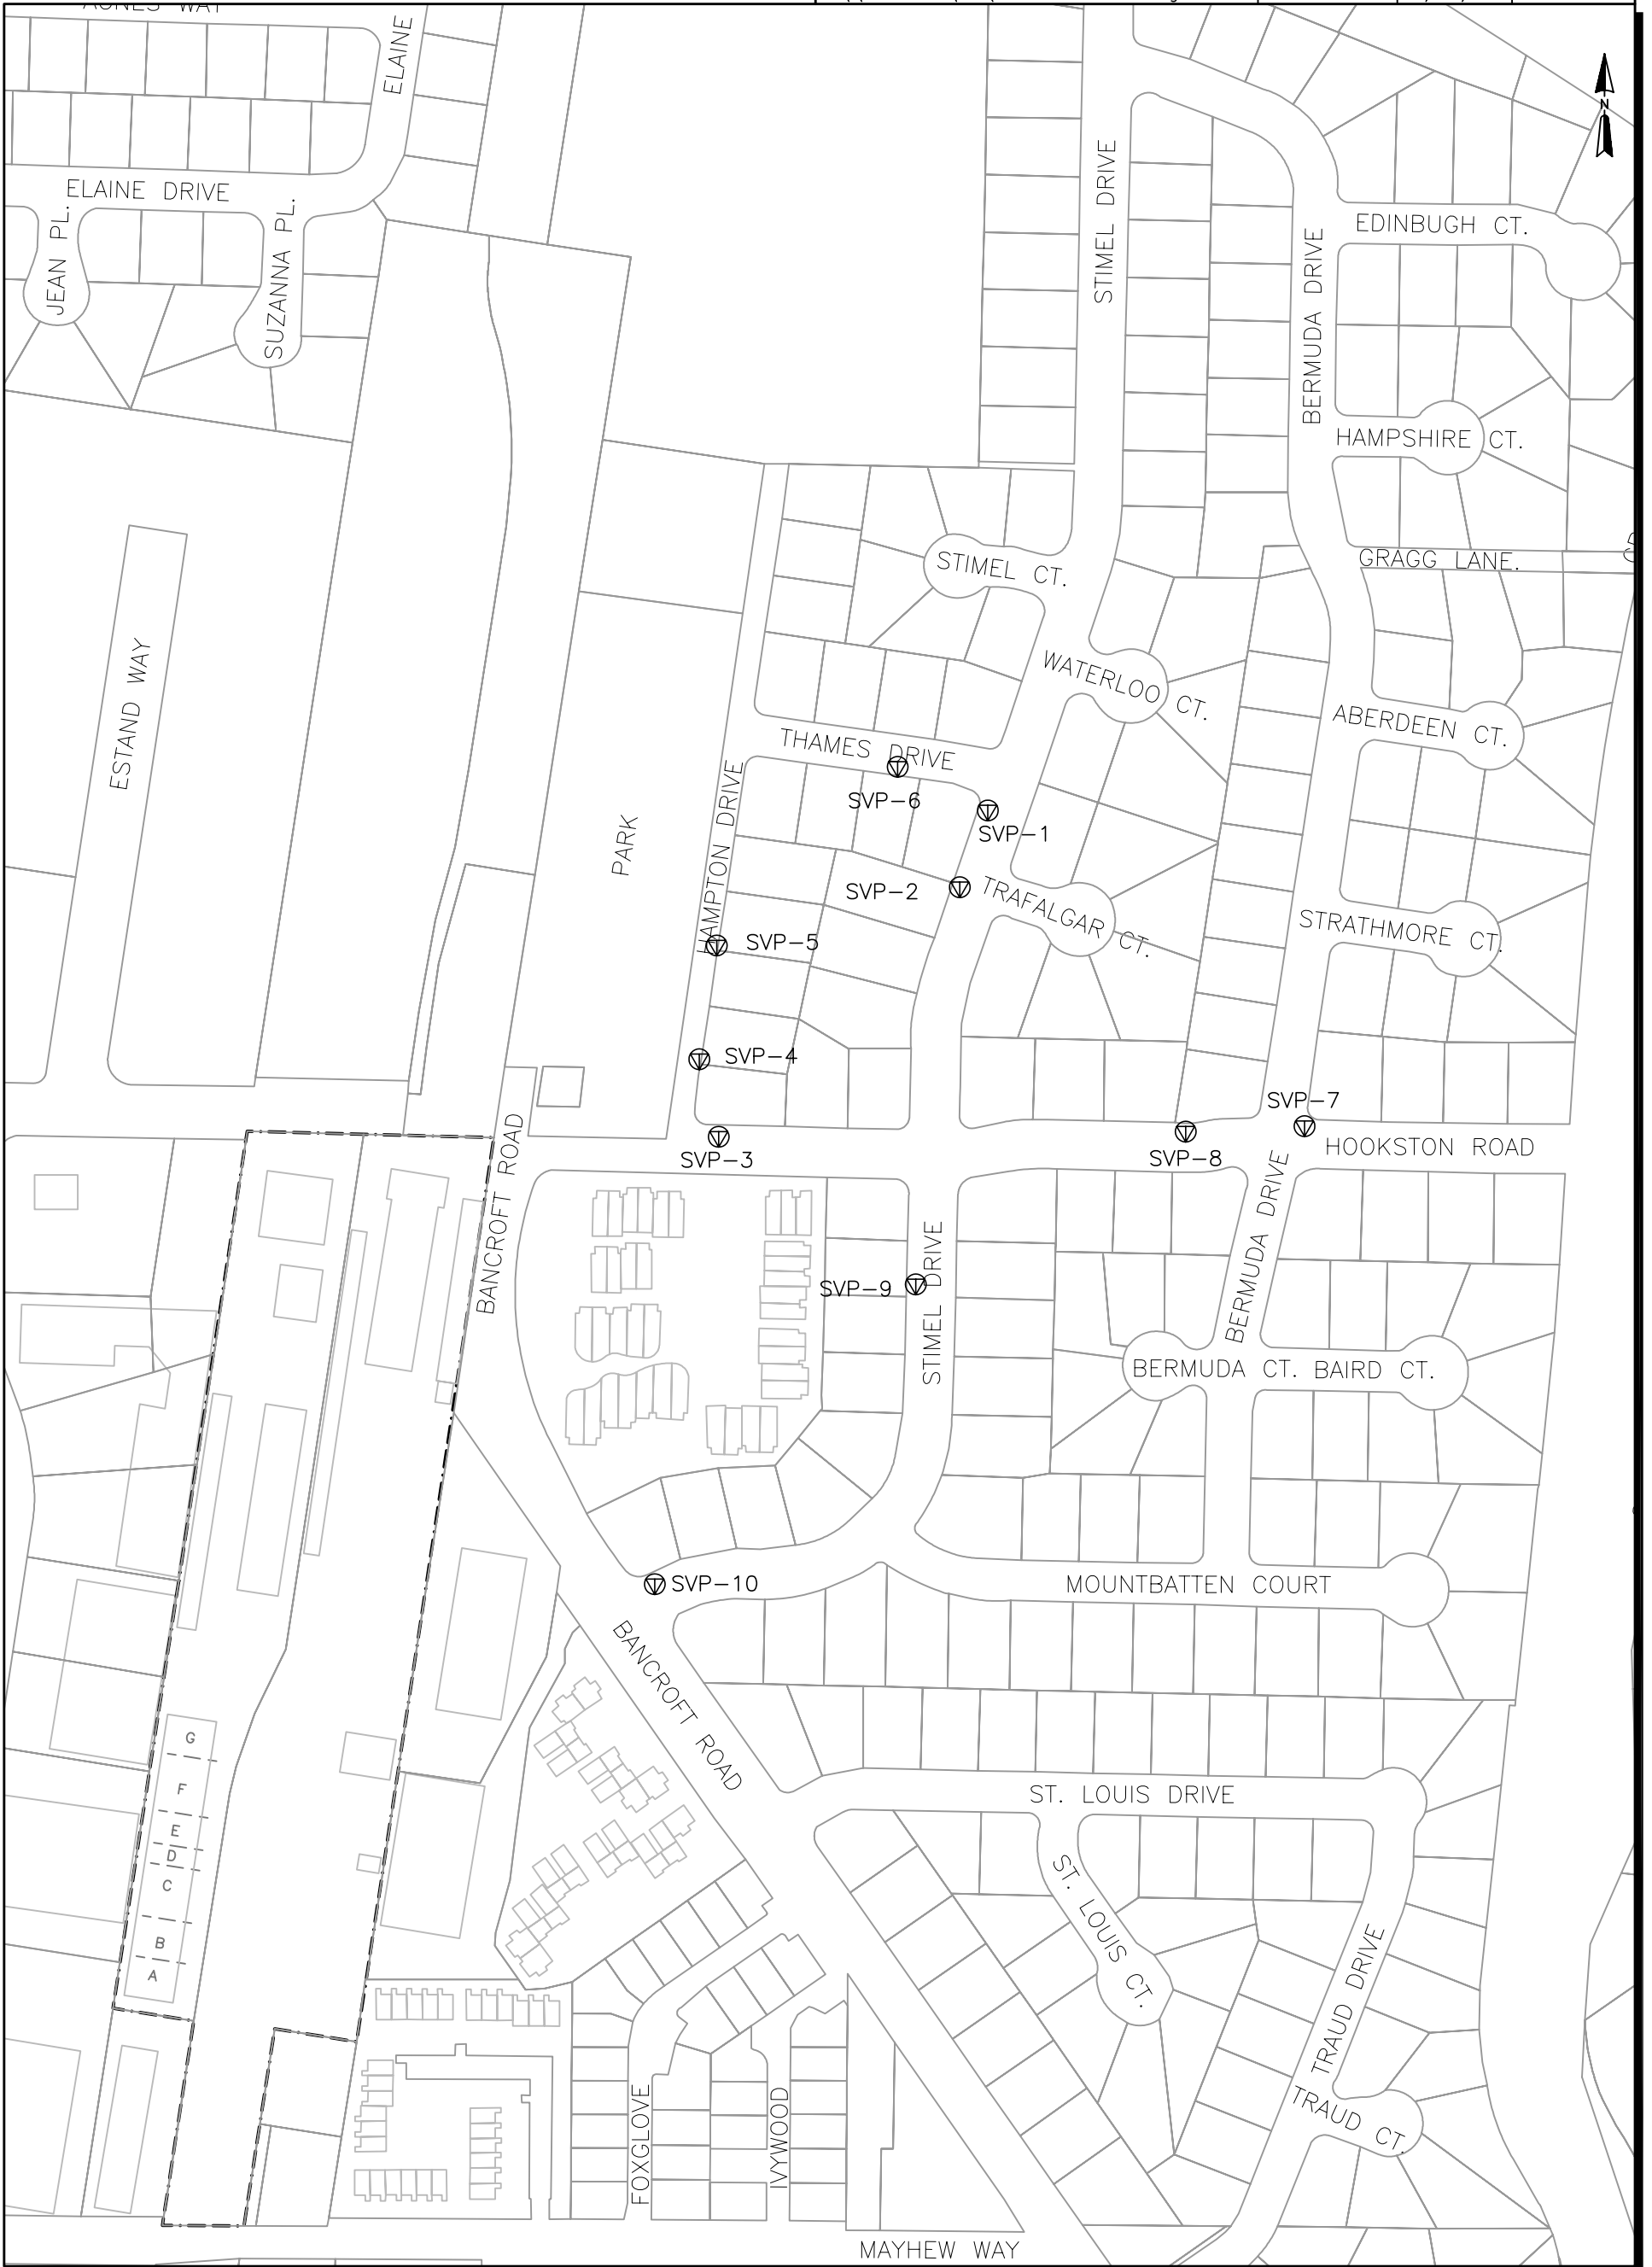 AGNES WAY
ELAINE
N
ELAINE DRIVE
JEAN PL.
SUZANNA PL.
STIMEL DRIVE
BERMUDA DRIVE
EDINBUGH CT.
HAMPSHIRE CT.
GRAGG LANE.
STIMEL CT.
WATERLOO CT.
ABERDEEN CT.
ESTAND WAY
THAMES DRIVE
SVP-6
SVP-1
HAMPTON DRIVE
PARK
SVP-2
TRAFALGAR CT.
STRATHMORE CT.
SVP-5
SVP-4
SVP-7
SVP-3
SVP-8
HOOKSTON ROAD
BANCROFT ROAD
BERMUDA DRIVE
SVP-9
STIMEL DRIVE
BERMUDA CT.
BAIRD CT.
SVP-10
MOUNTBATTEN COURT
BANCROFT ROAD
G
F
E
D
C
B
A
ST. LOUIS DRIVE
ST. LOUIS CT.
TRAUD DRIVE
TRAUD CT.
FOXGLOVE
IVYWOOD
MAYHEW WAY